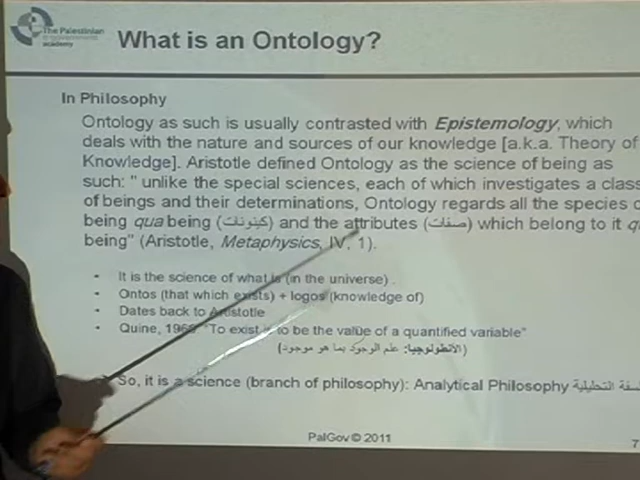 The Palestinian
academy
What is an Ontology?
In Philosophy
Ontology as such is usually contrasted with Epistemology, which
deals with the nature and sources of our knowledge [a.k.a. Theory of
Knowledge]. Aristotle defined Ontology as the science of being as
such: " unlike the special sciences, each of which investigates a class
of beings and their determinations, Ontology regards all the species o
being qua being (كينونات) and the attributes (صفات) which belong to it q
being" (Aristotle, Metaphysics, IV, 1).
• It is the science of what is (in the universe) .
• Ontos (that which exists) + logos (knowledge of)
• Dates back to Aristotle
• Quine, "To exist is to be the value of a quantified variable"
(الأنطولوجيا: علم الوجود بما هو موجود)
So, it is a science (branch of philosophy): Analytical Philosophy التحليلية
PalGov © 2011
7